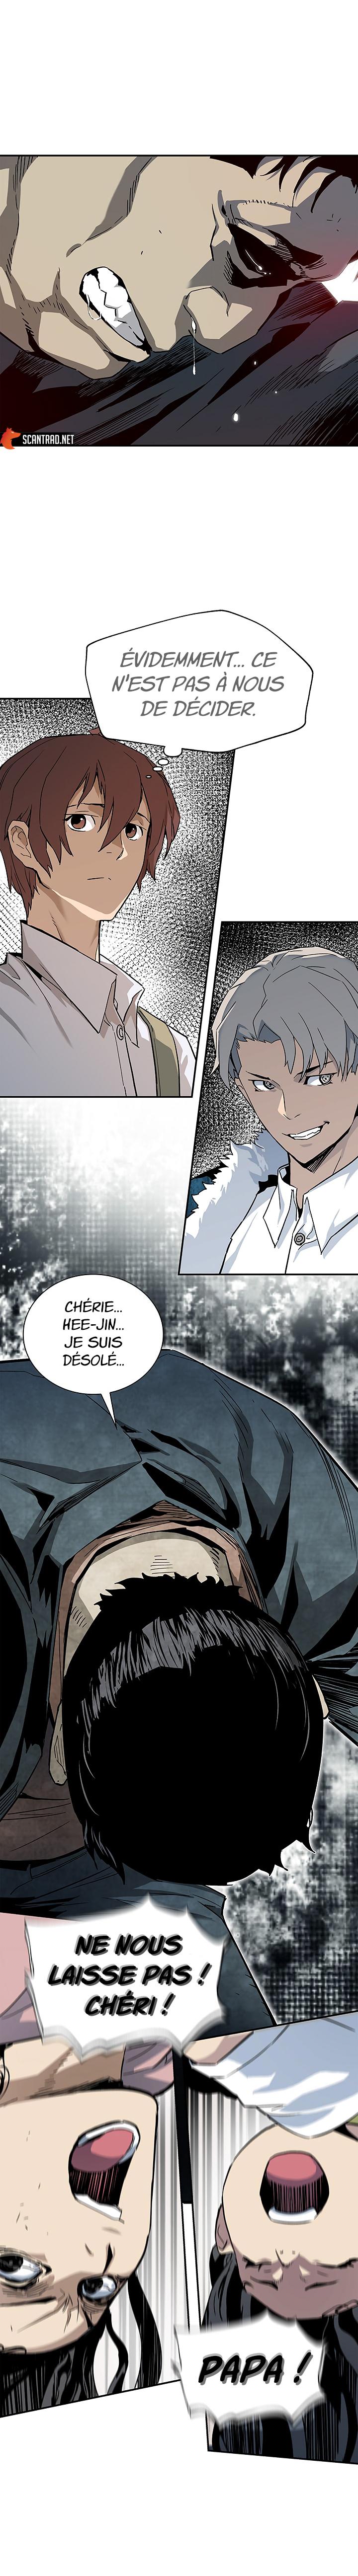 SCANTRAD.NET
ÉVIDEMMENT... CE
N'EST PAS À NOUS
DE DÉCIDER.
CHÉRIE...
HEE-JIN...
JE SUIS
DÉSOLÉ...
NE NOUS
LAISSE PAS !
CHÉRI !
PAPA !